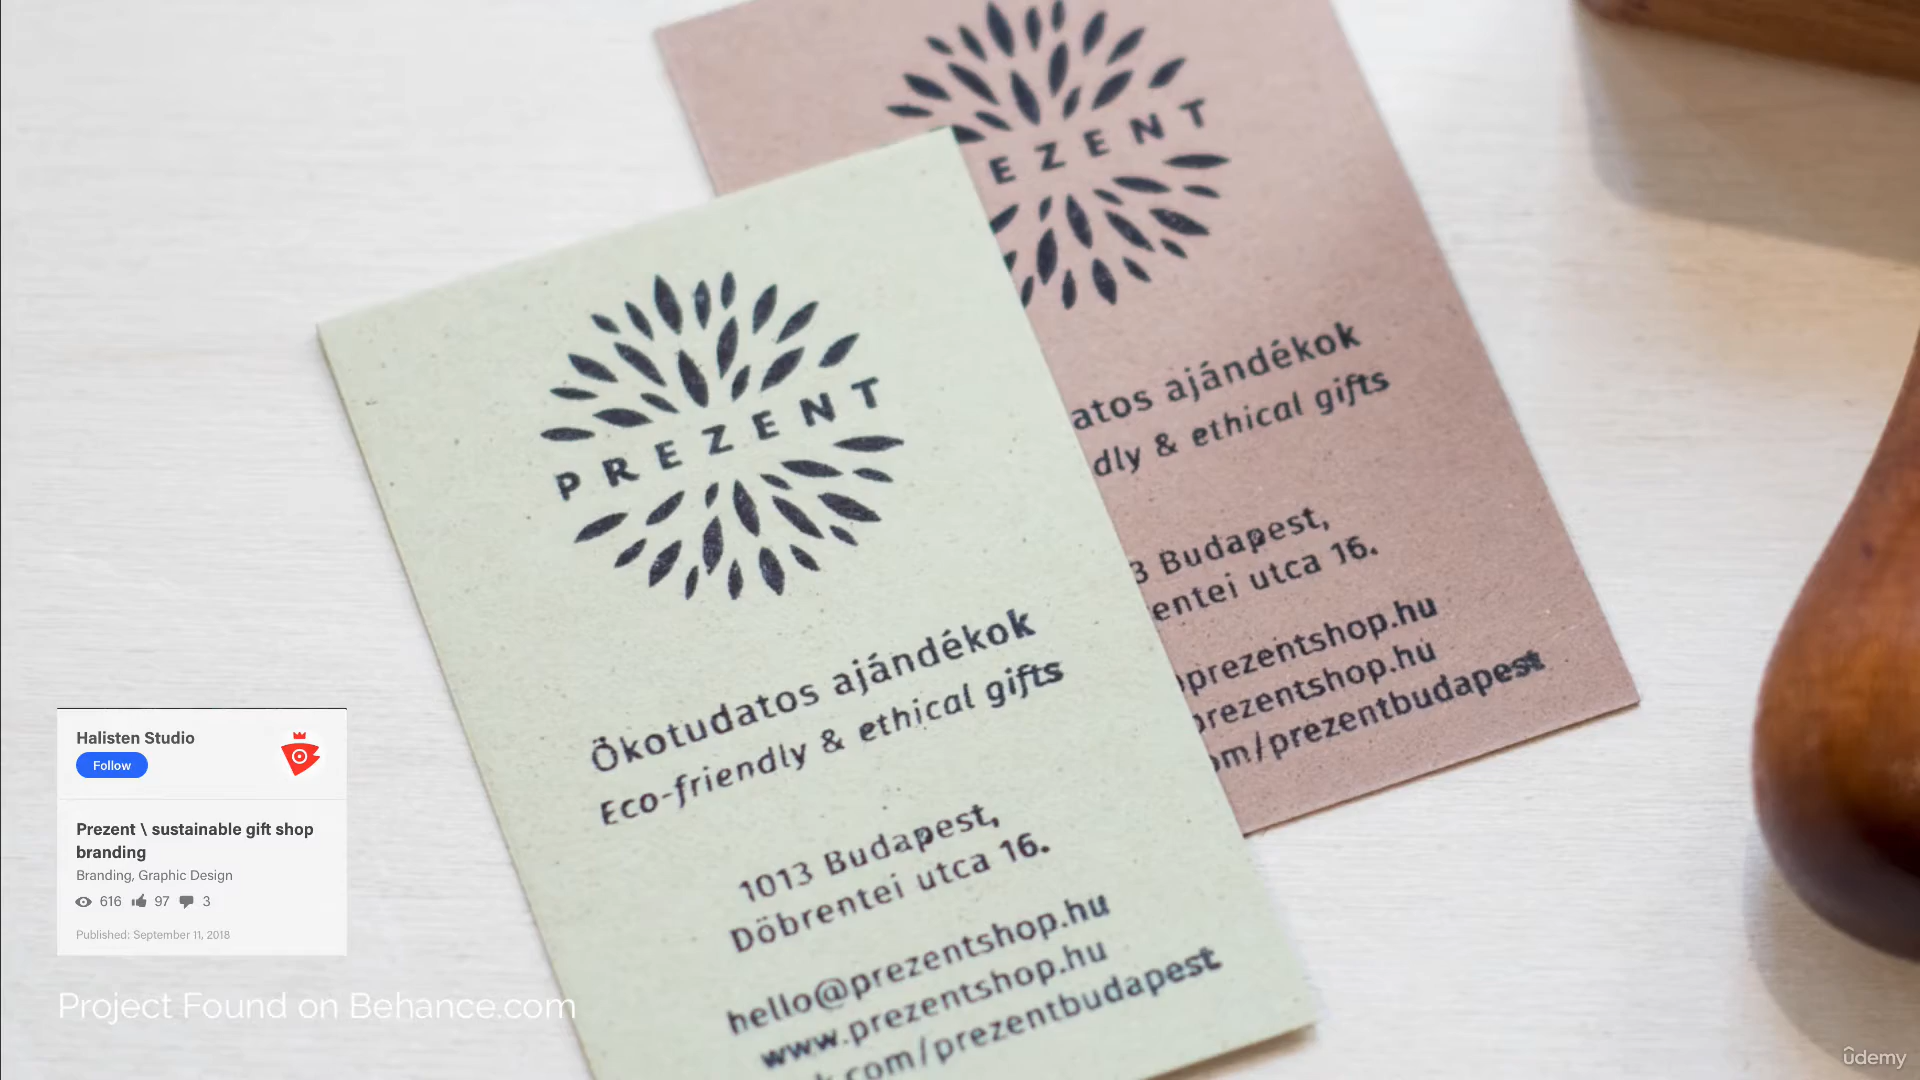 PREZENT
Ökotudatos ajándékok
Eco-friendly & ethical gifts
1013 Budapest,
Döbrentei utca 16.
hello@prezentshop.hu
www.prezentshop.hu
k.com/prezentbudapest
EZENT
atos ajándékok
dly & ethical gifts
3 Budapest,
entei utca 16.
prezentshop.hu
prezentshop.hu
om/prezentbudapest
Halisten Studio
Follow
Prezent \ sustainable gift shop
branding
Branding, Graphic Design
616 97 3
Published: September 11, 2018
Project Found on Behance.com
ûdemy